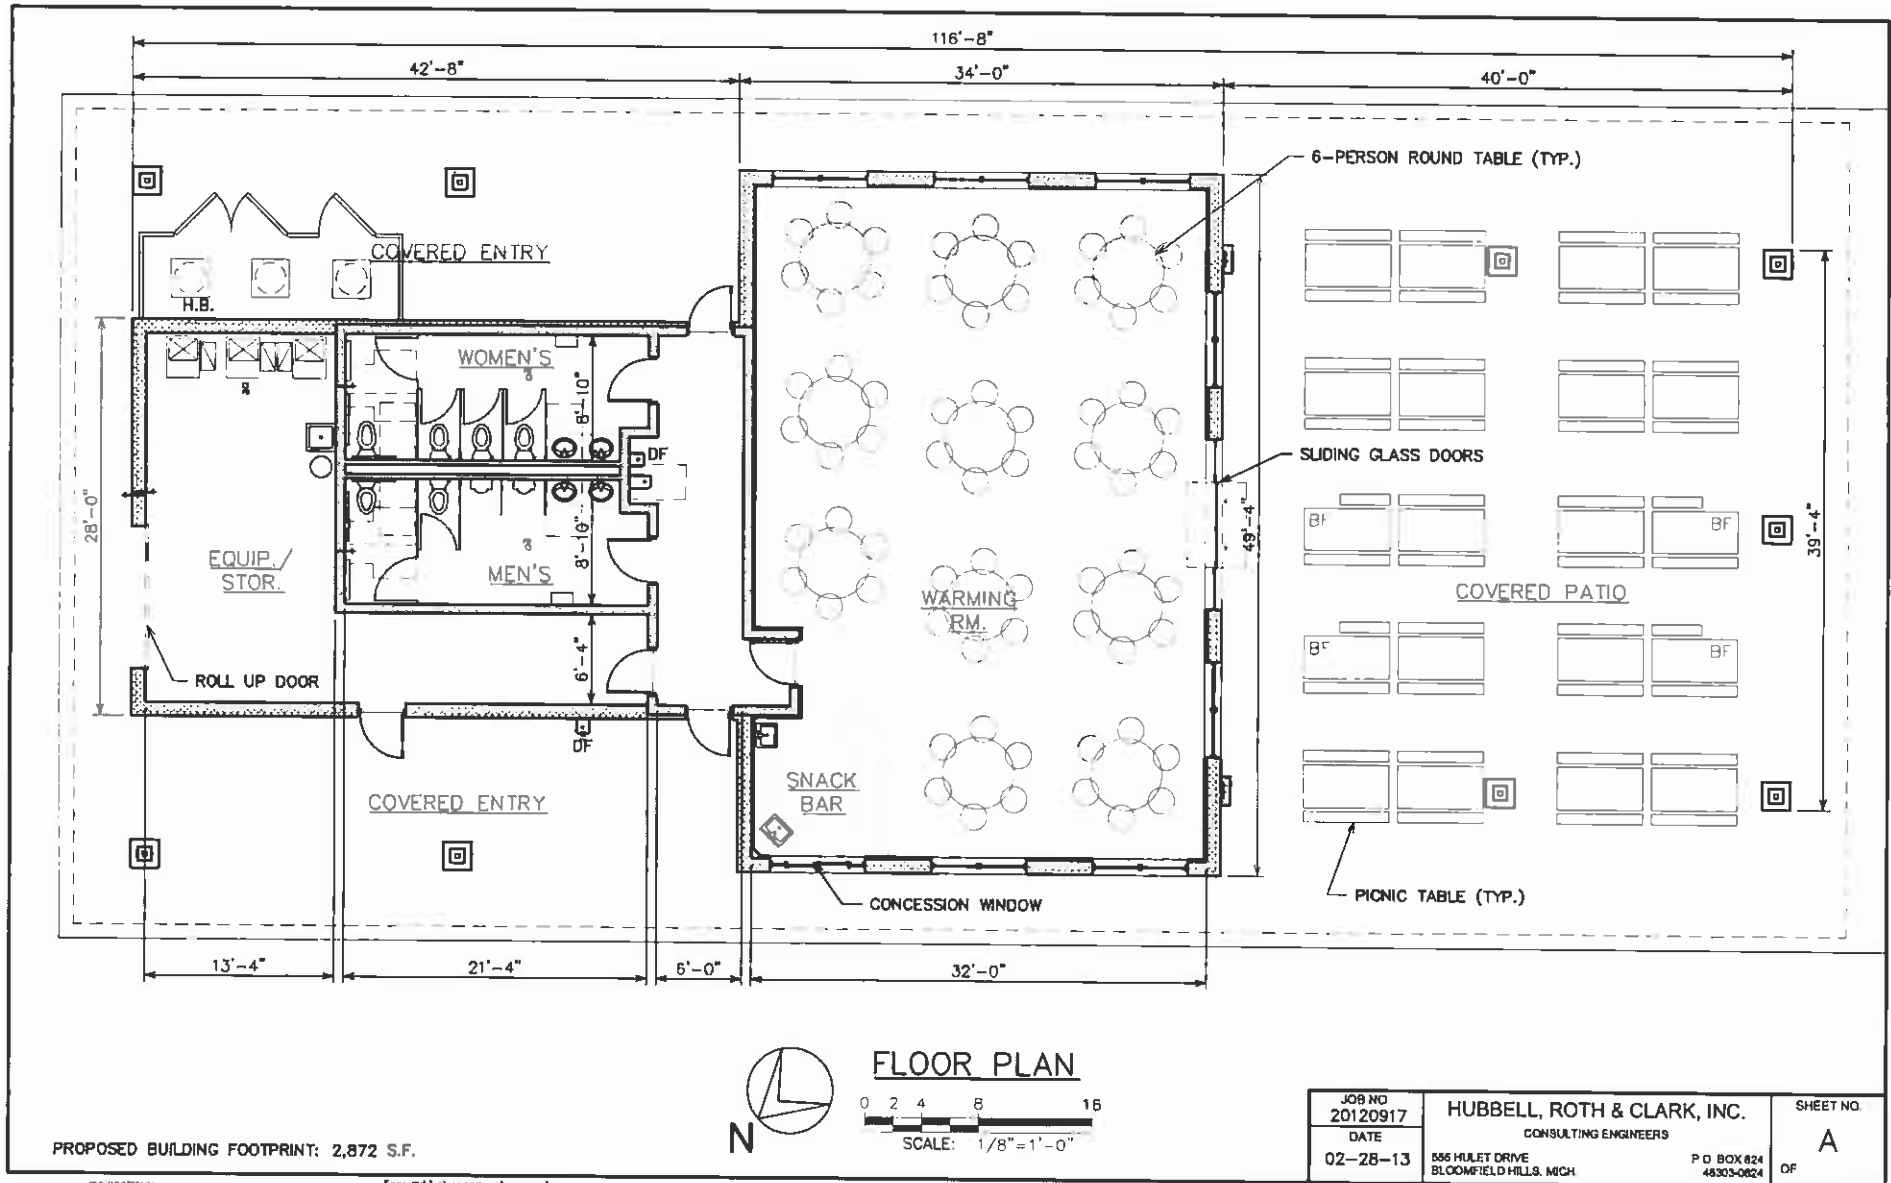 116'-8"
42'-8"
34'-0"
40'-0"
6-PERSON ROUND TABLE (TYP.)
COVERED ENTRY
H.B.
WOMEN'S
8'-10"
DF
SLIDING GLASS DOORS
28'-0"
49'-4"
39'-4"
BF
BF
EQUIP./
STOR.
MEN'S
8'-10"
WARMING
RM.
COVERED PATIO
6'-4"
BF
BF
ROLL UP DOOR
DF
SNACK
BAR
COVERED ENTRY
PICNIC TABLE (TYP.)
CONCESSION WINDOW
13'-4"
21'-4"
6'-0"
32'-0"
N
FLOOR PLAN
0 2 4 8 16
SCALE: 1/8"=1'-0"
PROPOSED BUILDING FOOTPRINT: 2,872 S.F.
JOB NO
20120917
DATE
02-28-13
HUBBELL, ROTH & CLARK, INC.
CONSULTING ENGINEERS
555 HULET DRIVE
BLOOMFIELD HILLS, MICH.
P O BOX 824
48303-0824
SHEET NO.
A
OF